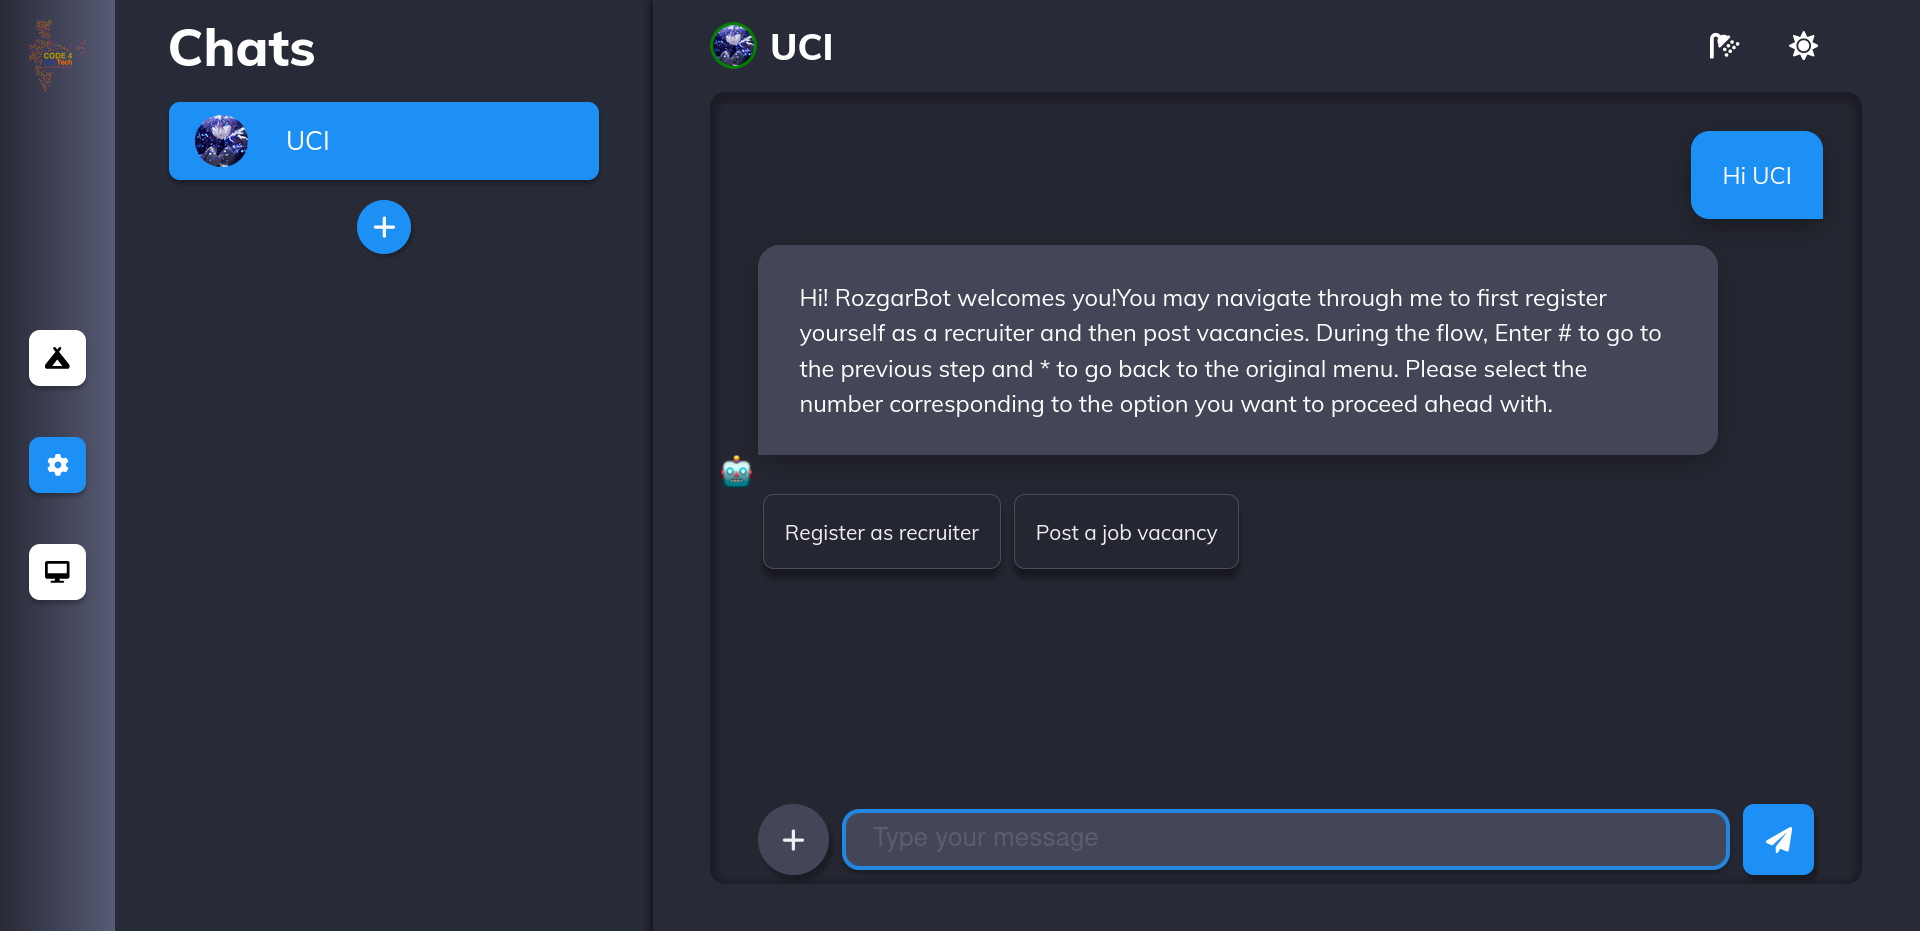 CODE 4
Tech
Chats
UCI
UCI
Hi UCI
Hi! RozgarBot welcomes you!You may navigate through me to first register
yourself as a recruiter and then post vacancies. During the flow, Enter # to go to
the previous step and * to go back to the original menu. Please select the
number corresponding to the option you want to proceed ahead with.
Register as recruiter
Post a job vacancy
Type your message